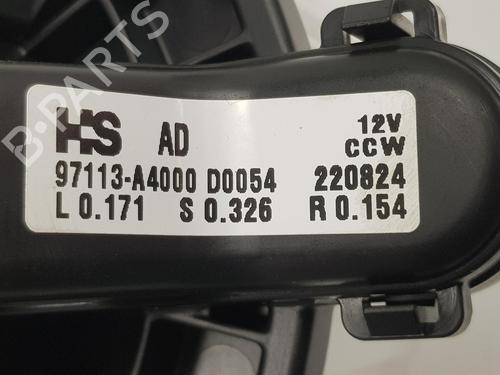 HS AD 12V
CCW
97113-A4000 D0054 220824
L 0.171 S 0.326 R 0.154
B-PARTS